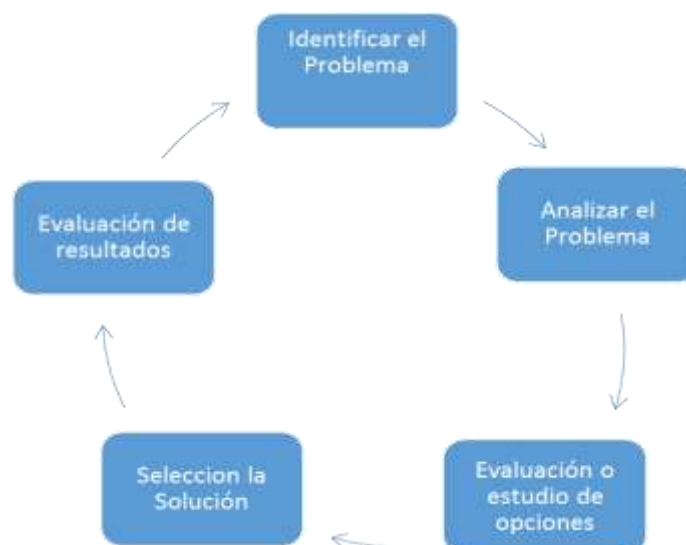 Identificar el
Problema
Analizar el
Problema
Evaluación o
estudio de
opciones
Seleccion la
Solución
Evaluación de
resultados